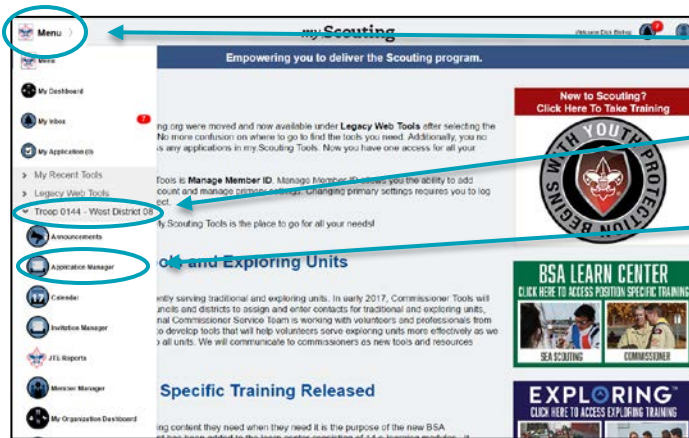 Menu
my.Scouting
Welcome Dick Bishop
7
Empowering you to deliver the Scouting program.
Menu
My Dashboard
My Inbox
7
My Application (0)
> My Recent Tools
> Legacy Web Tools
Troop 0144 - West District 08
Announcements
Application Manager
17
Calendar
Invitation Manager
JTE Reports
Member Manager
My Organization Dashboard
ng.org were moved and now available under Legacy Web Tools after selecting the
No more confusion on where to go to find the tools you need. Additionally, you no
s any applications in my.Scouting Tools. Now you have one access for all your
Tools is Manage Member ID. Manage Member ID allows you the ability to add
count and manage primary settings. Changing primary settings requires you to log
ect.
My.Scouting Tools is the place to go for all your needs!
ols and Exploring Units
ently serving traditional and exploring units. In early 2017, Commissioner Tools will
uncils and districts to assign and enter contacts for traditional and exploring units,
nal Commissioner Service Team is working with volunteers and professionals from
to develop tools that will help volunteers serve exploring units more effectively as we
o all units. We will communicate to commissioners as new tools and resources
Specific Training Released
ing content they need when they need it is the purpose of the new BSA
New to Scouting?
Click Here To Take Training
YOUTH PROTECTION BEGINS WITH YOU
BSA LEARN CENTER
CLICK HERE TO ACCESS POSITION SPECIFIC TRAINING
SEA SCOUTING
COMMISSIONER
EXPLORING
CLICK HERE TO ACCESS EXPLORING TRAINING